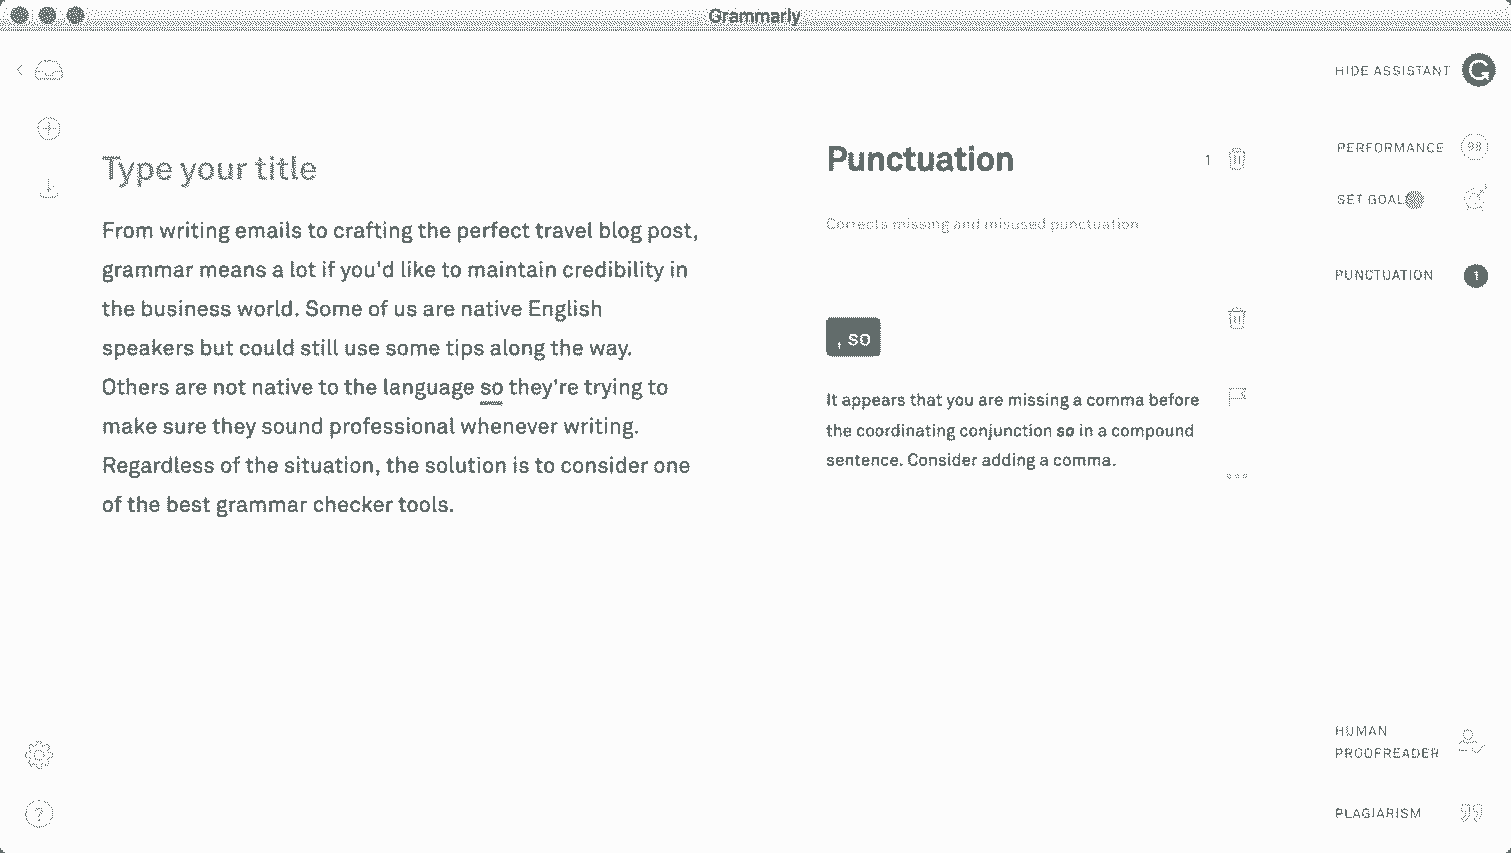 Grammarly
HIDE ASSISTANT
Type your title
From writing emails to crafting the perfect travel blog post,
grammar means a lot if you'd like to maintain credibility in
the business world. Some of us are native English
speakers but could still use some tips along the way.
Others are not native to the language so they're trying to
make sure they sound professional whenever writing.
Regardless of the situation, the solution is to consider one
of the best grammar checker tools.
Punctuation 1
Corrects missing and misused punctuation
, so
It appears that you are missing a comma before
the coordinating conjunction so in a compound
sentence. Consider adding a comma.
PERFORMANCE 98
SET GOAL
PUNCTUATION 1
HUMAN
PROOFREADER
PLAGIARISM